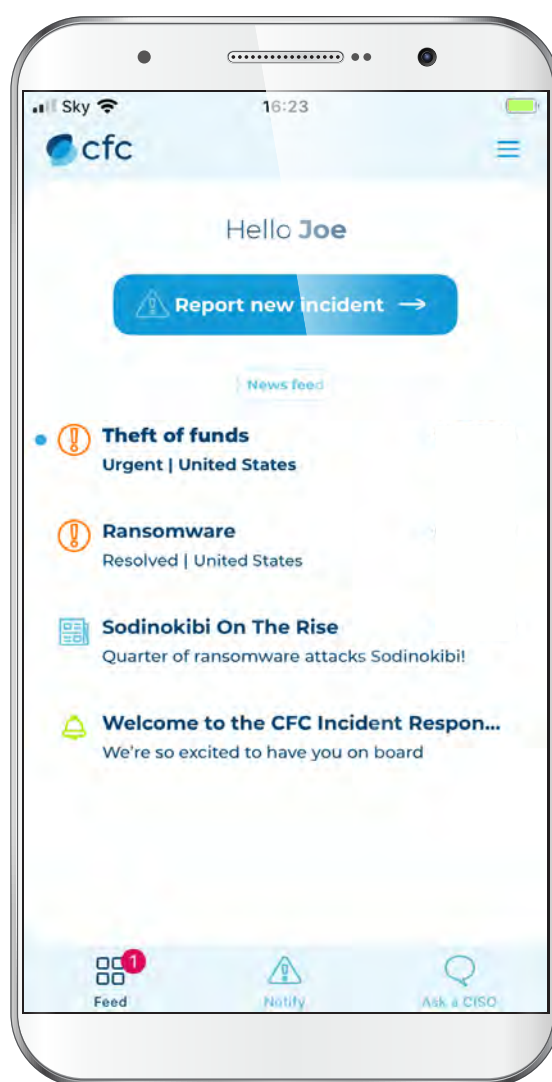 Sky 16:23
cfc
Hello Joe
Report new incident
News feed
Theft of funds
Urgent | United States
Ransomware
Resolved | United States
Sodinokibi On The Rise
Quarter of ransomware attacks Sodinokibi!
Welcome to the CFC Incident Respon...
We're so excited to have you on board
1
Feed Notify Ask a CISO